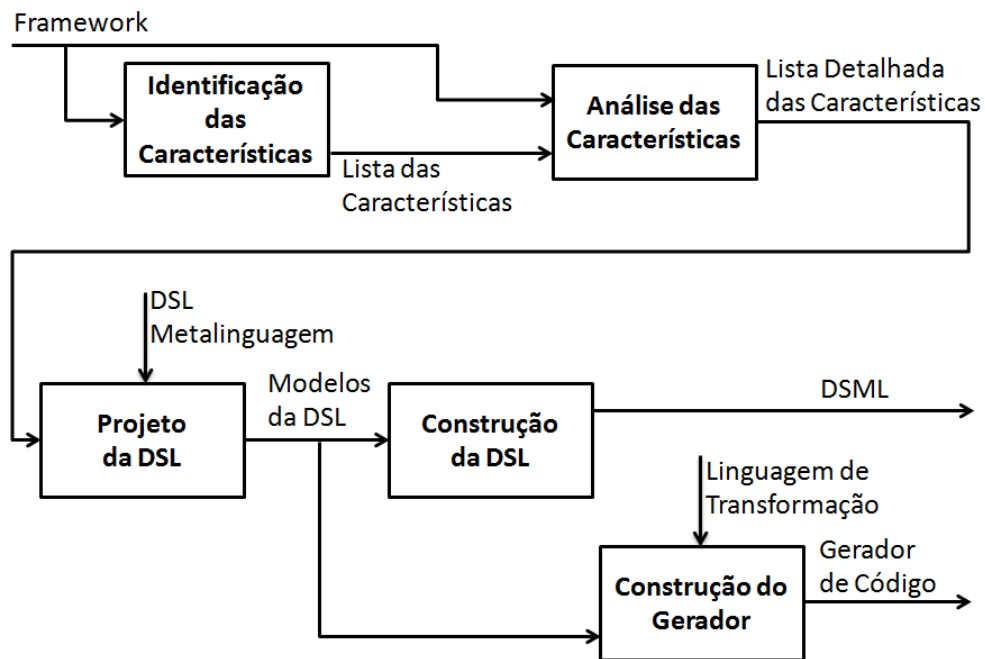 Framework
Identificação
das
Características
Lista das
Características
Análise das
Características
Lista Detalhada
das Características
DSL
Metalinguagem
Projeto
da DSL
Modelos
da DSL
Construção
da DSL
DSML
Linguagem de
Transformação
Construção do
Gerador
Gerador
de Código